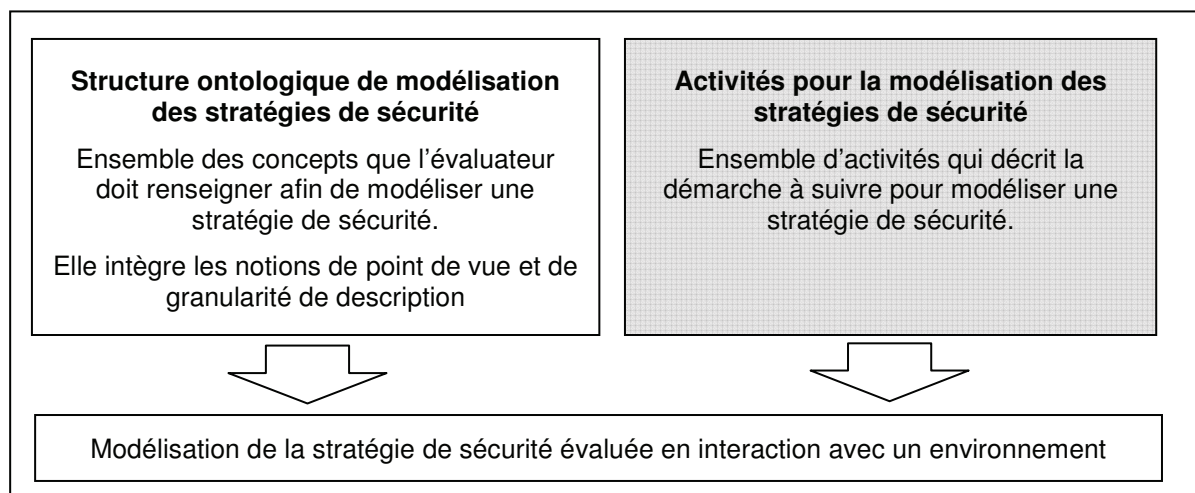 Structure ontologique de modélisation
des stratégies de sécurité
Ensemble des concepts que l'évaluateur
doit renseigner afin de modéliser une
stratégie de sécurité.
Elle intègre les notions de point de vue et de
granularité de description
Activités pour la modélisation des
stratégies de sécurité
Ensemble d'activités qui décrit la
démarche à suivre pour modéliser une
stratégie de sécurité.
Modélisation de la stratégie de sécurité évaluée en interaction avec un environnement